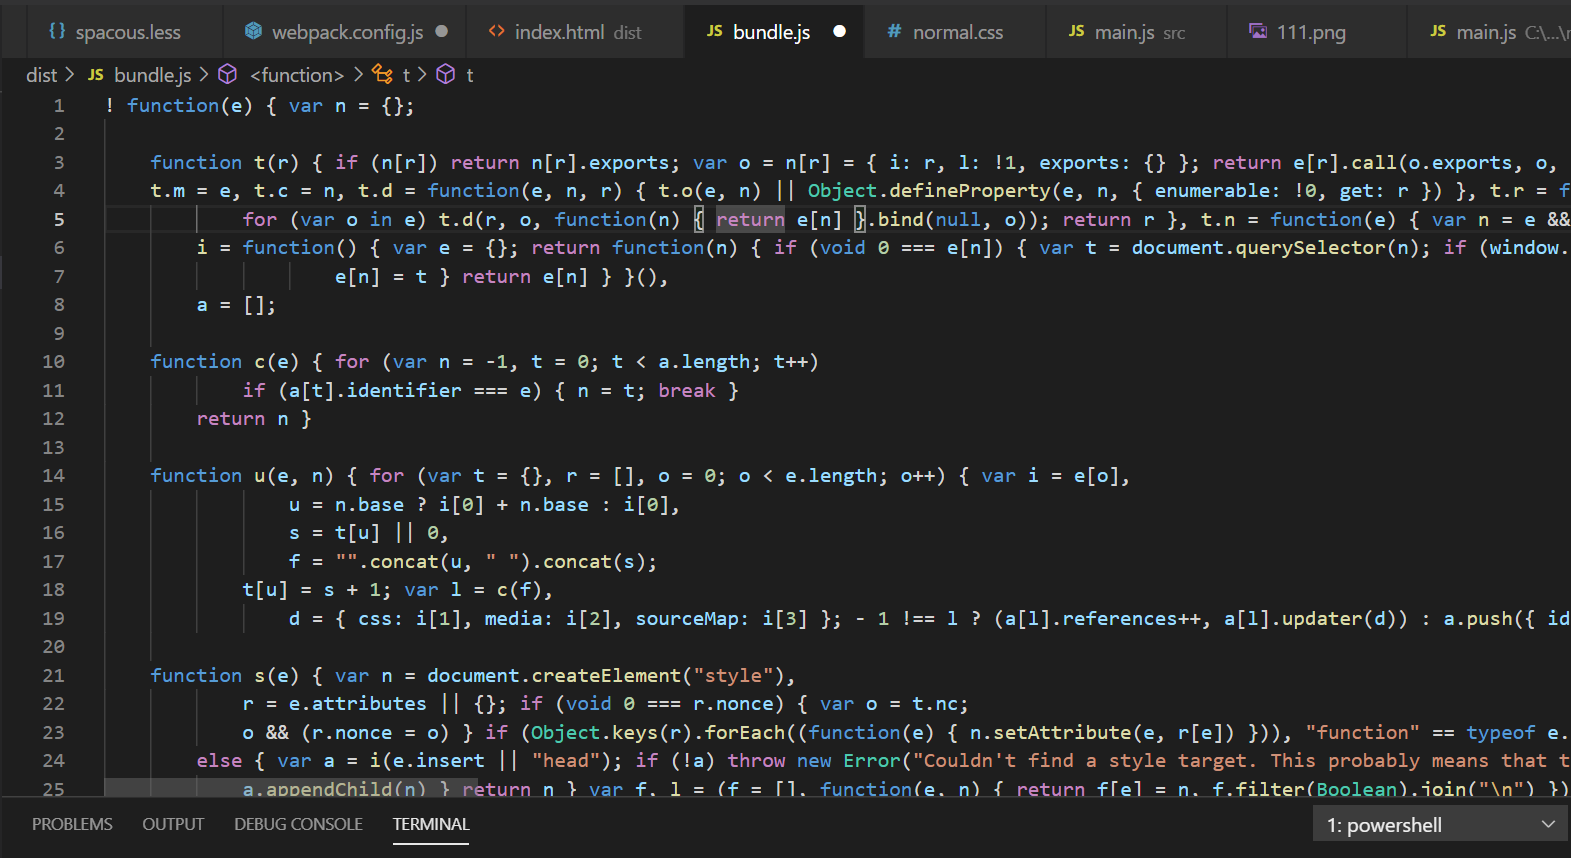 {} spacous.less webpack.config.js <> index.html dist JS bundle.js # normal.css JS main.js src 111.png JS main.js C:\...\r
dist > JS bundle.js > <function> > t > t
1 ! function(e) { var n = {};
2
3 function t(r) { if (n[r]) return n[r].exports; var o = n[r] = { i: r, l: !1, exports: {} }; return e[r].call(o.exports, o,
4 t.m = e, t.c = n, t.d = function(e, n, r) { t.o(e, n) || Object.defineProperty(e, n, { enumerable: !0, get: r }) }, t.r = f
5 for (var o in e) t.d(r, o, function(n) { return e[n] }.bind(null, o)); return r }, t.n = function(e) { var n = e &&
6 i = function() { var e = {}; return function(n) { if (void 0 === e[n]) { var t = document.querySelector(n); if (window.
7 e[n] = t } return e[n] } }(),
8 a = [];
9
10 function c(e) { for (var n = -1, t = 0; t < a.length; t++)
11 if (a[t].identifier === e) { n = t; break }
12 return n }
13
14 function u(e, n) { for (var t = {}, r = [], o = 0; o < e.length; o++) { var i = e[o],
15 u = n.base ? i[0] + n.base : i[0],
16 s = t[u] || 0,
17 f = "".concat(u, " ").concat(s);
18 t[u] = s + 1; var l = c(f),
19 d = { css: i[1], media: i[2], sourceMap: i[3] }; - 1 !== l ? (a[l].references++, a[l].updater(d)) : a.push({ id
20
21 function s(e) { var n = document.createElement("style"),
22 r = e.attributes || {}; if (void 0 === r.nonce) { var o = t.nc;
23 o && (r.nonce = o) } if (Object.keys(r).forEach((function(e) { n.setAttribute(e, r[e]) })), "function" == typeof e.
24 else { var a = i(e.insert || "head"); if (!a) throw new Error("Couldn't find a style target. This probably means that t
25 a.appendChild(n) } return n } var f, l = (f = [], function(e, n) { return f[e] = n, f.filter(Boolean).join("\n") })
PROBLEMS OUTPUT DEBUG CONSOLE TERMINAL 1: powershell